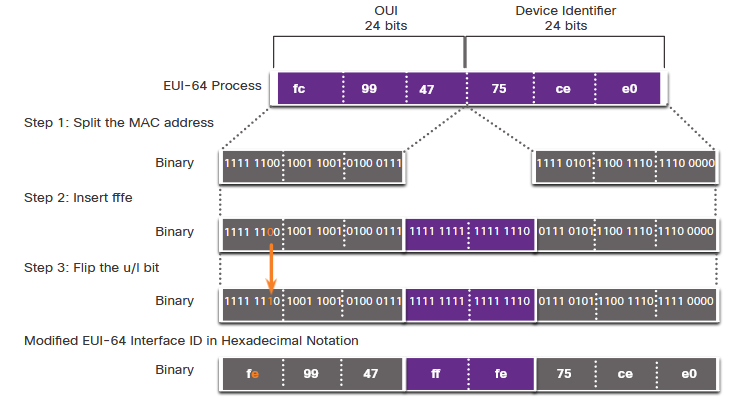 OUI
24 bits
Device Identifier
24 bits
EUI-64 Process
fc 99 47 75 ce e0
Step 1: Split the MAC address
Binary
1111 1100 1001 1001 0100 0111 1111 0101 1100 1110 1110 0000
Step 2: Insert fffe
Binary
1111 1100 1001 1001 0100 0111 1111 1111 1111 1110 0111 0101 1100 1110 1110 0000
Step 3: Flip the u/l bit
Binary
1111 1110 1001 1001 0100 0111 1111 1111 1111 1110 0111 0101 1100 1110 1111 0000
Modified EUI-64 Interface ID in Hexadecimal Notation
Binary
fe 99 47 ff fe 75 ce e0